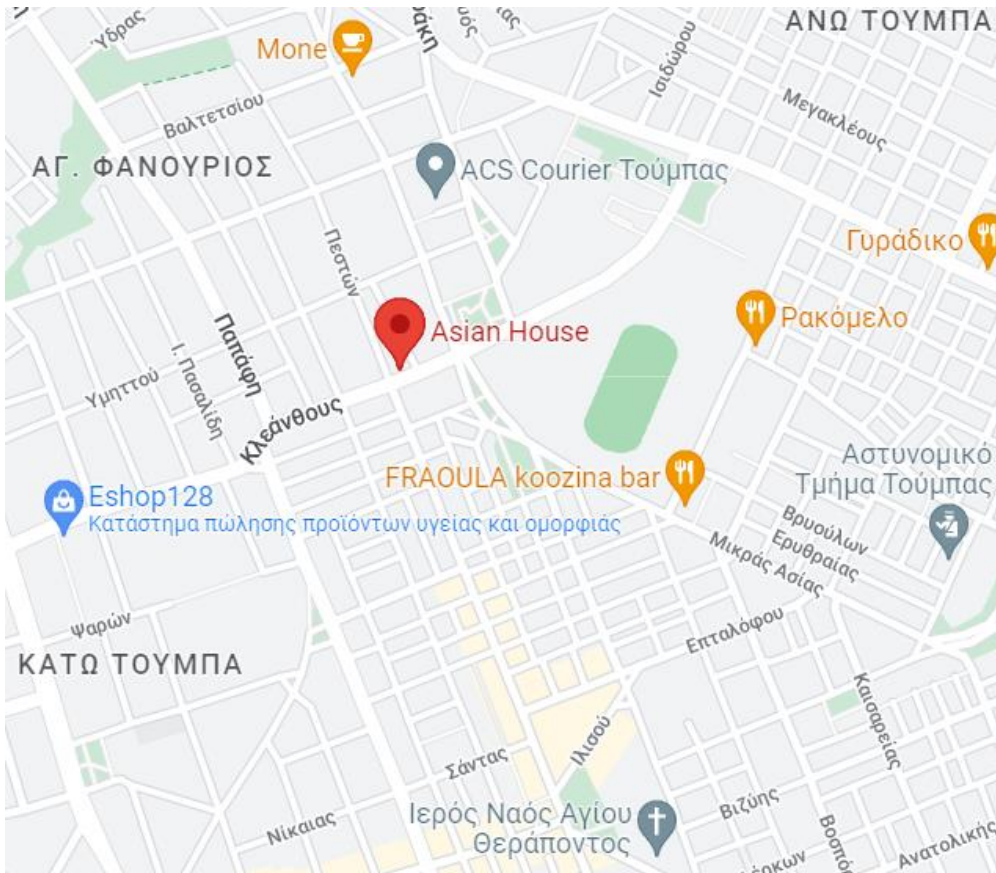 ΑΝΩ ΤΟΥΜΠΑ
Ύδρας
Mone
Ισιδώρου
Μεγακλέους
Βαλτετσίου
ΑΓ. ΦΑΝΟΥΡΙΟΣ
ACS Courier Τούμπας
Πεστών
Γυράδικο
Ρακόμελο
Asian House
Παπάφη
Ι. Πασαλίδη
Υμηττού
Κλεάνθους
FRAOULA koozina bar
Αστυνομικό
Τμήμα Τούμπας
Eshop128
Κατάστημα πώλησης προϊόντων υγείας και ομορφιάς
Βρυούλων
Ερυθραίας
Μικράς Ασίας
Ψαρών
Επταλόφου
ΚΑΤΩ ΤΟΥΜΠΑ
Καισαρείας
Ιλισού
Σάντας
Βιζύης
Νίκαιας
Ιερός Ναός Αγίου
Θεράποντος
Ανατολικής